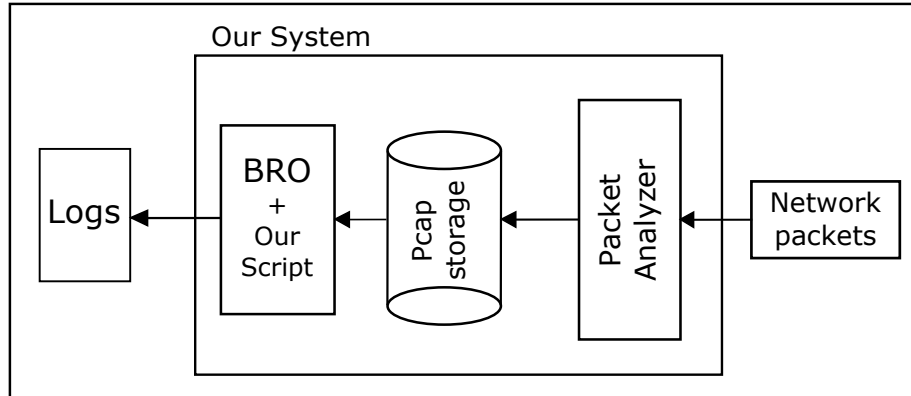 Our System
Logs
BRO
+
Our
Script
Pcap
storage
Packet
Analyzer
Network
packets